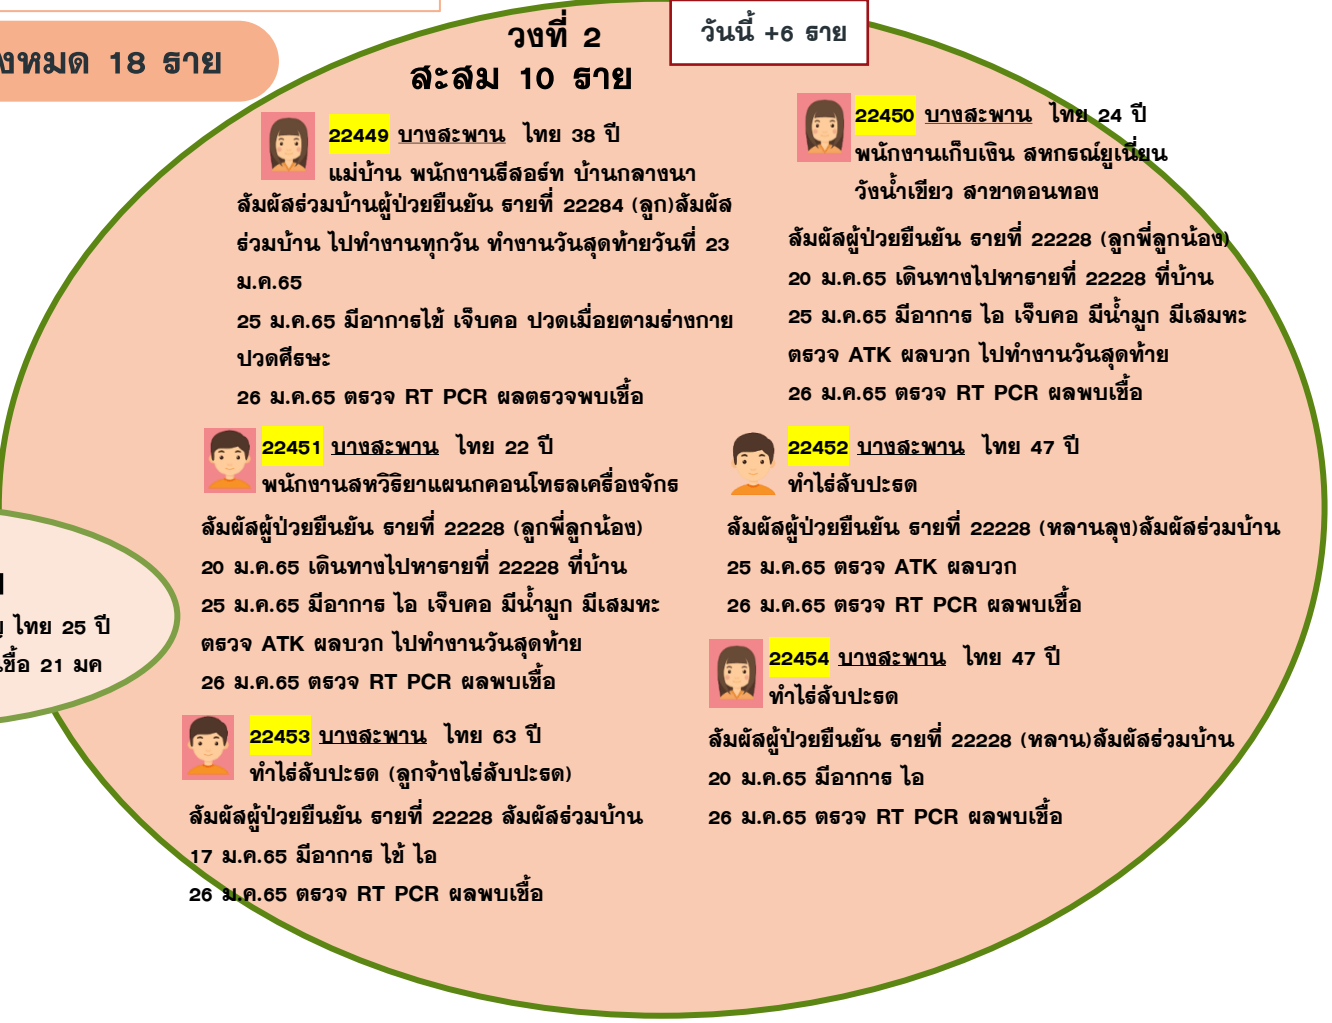 งหมด 18 ราย
วงที่ 2
สะสม 10 ราย
วันนี้ +6 ราย
22449 บางสะพาน ไทย 38 ปี
แม่บ้าน พนักงานรีสอร์ท บ้านกลางนา
สัมผัสร่วมบ้านผู้ป่วยยืนยัน รายที่ 22284 (ลูก)สัมผัส
ร่วมบ้าน ไปทำงานทุกวัน ทำงานวันสุดท้ายวันที่ 23
ม.ค.65
25 ม.ค.65 มีอาการไข้ เจ็บคอ ปวดเมื่อยตามร่างกาย
ปวดศีรษะ
26 ม.ค.65 ตรวจ RT PCR ผลตรวจพบเชื้อ
22450 บางสะพาน ไทย 24 ปี
พนักงานเก็บเงิน สหกรณ์ยูเนี่ยน
วังน้ำเขียว สาขาดอนทอง
สัมผัสผู้ป่วยยืนยัน รายที่ 22228 (ลูกพี่ลูกน้อง)
20 ม.ค.65 เดินทางไปหารายที่ 22228 ที่บ้าน
25 ม.ค.65 มีอาการ ไอ เจ็บคอ มีน้ำมูก มีเสมหะ
ตรวจ ATK ผลบวก ไปทำงานวันสุดท้าย
26 ม.ค.65 ตรวจ RT PCR ผลพบเชื้อ
22451 บางสะพาน ไทย 22 ปี
พนักงานสหวิริยาแผนกคอนโทรลเครื่องจักร
สัมผัสผู้ป่วยยืนยัน รายที่ 22228 (ลูกพี่ลูกน้อง)
20 ม.ค.65 เดินทางไปหารายที่ 22228 ที่บ้าน
25 ม.ค.65 มีอาการ ไอ เจ็บคอ มีน้ำมูก มีเสมหะ
ตรวจ ATK ผลบวก ไปทำงานวันสุดท้าย
26 ม.ค.65 ตรวจ RT PCR ผลพบเชื้อ
22452 บางสะพาน ไทย 47 ปี
ทำไร่สับปะรด
สัมผัสผู้ป่วยยืนยัน รายที่ 22228 (หลานลุง)สัมผัสร่วมบ้าน
25 ม.ค.65 ตรวจ ATK ผลบวก
26 ม.ค.65 ตรวจ RT PCR ผลพบเชื้อ
ไทย 25 ปี
ชื้อ 21 มค
22453 บางสะพาน ไทย 63 ปี
ทำไร่สับปะรด (ลูกจ้างไร่สับปะรด)
สัมผัสผู้ป่วยยืนยัน รายที่ 22228 สัมผัสร่วมบ้าน
17 ม.ค.65 มีอาการ ไข้ ไอ
26 ม.ค.65 ตรวจ RT PCR ผลพบเชื้อ
22454 บางสะพาน ไทย 47 ปี
ทำไร่สับปะรด
สัมผัสผู้ป่วยยืนยัน รายที่ 22228 (หลาน)สัมผัสร่วมบ้าน
20 ม.ค.65 มีอาการ ไอ
26 ม.ค.65 ตรวจ RT PCR ผลพบเชื้อ